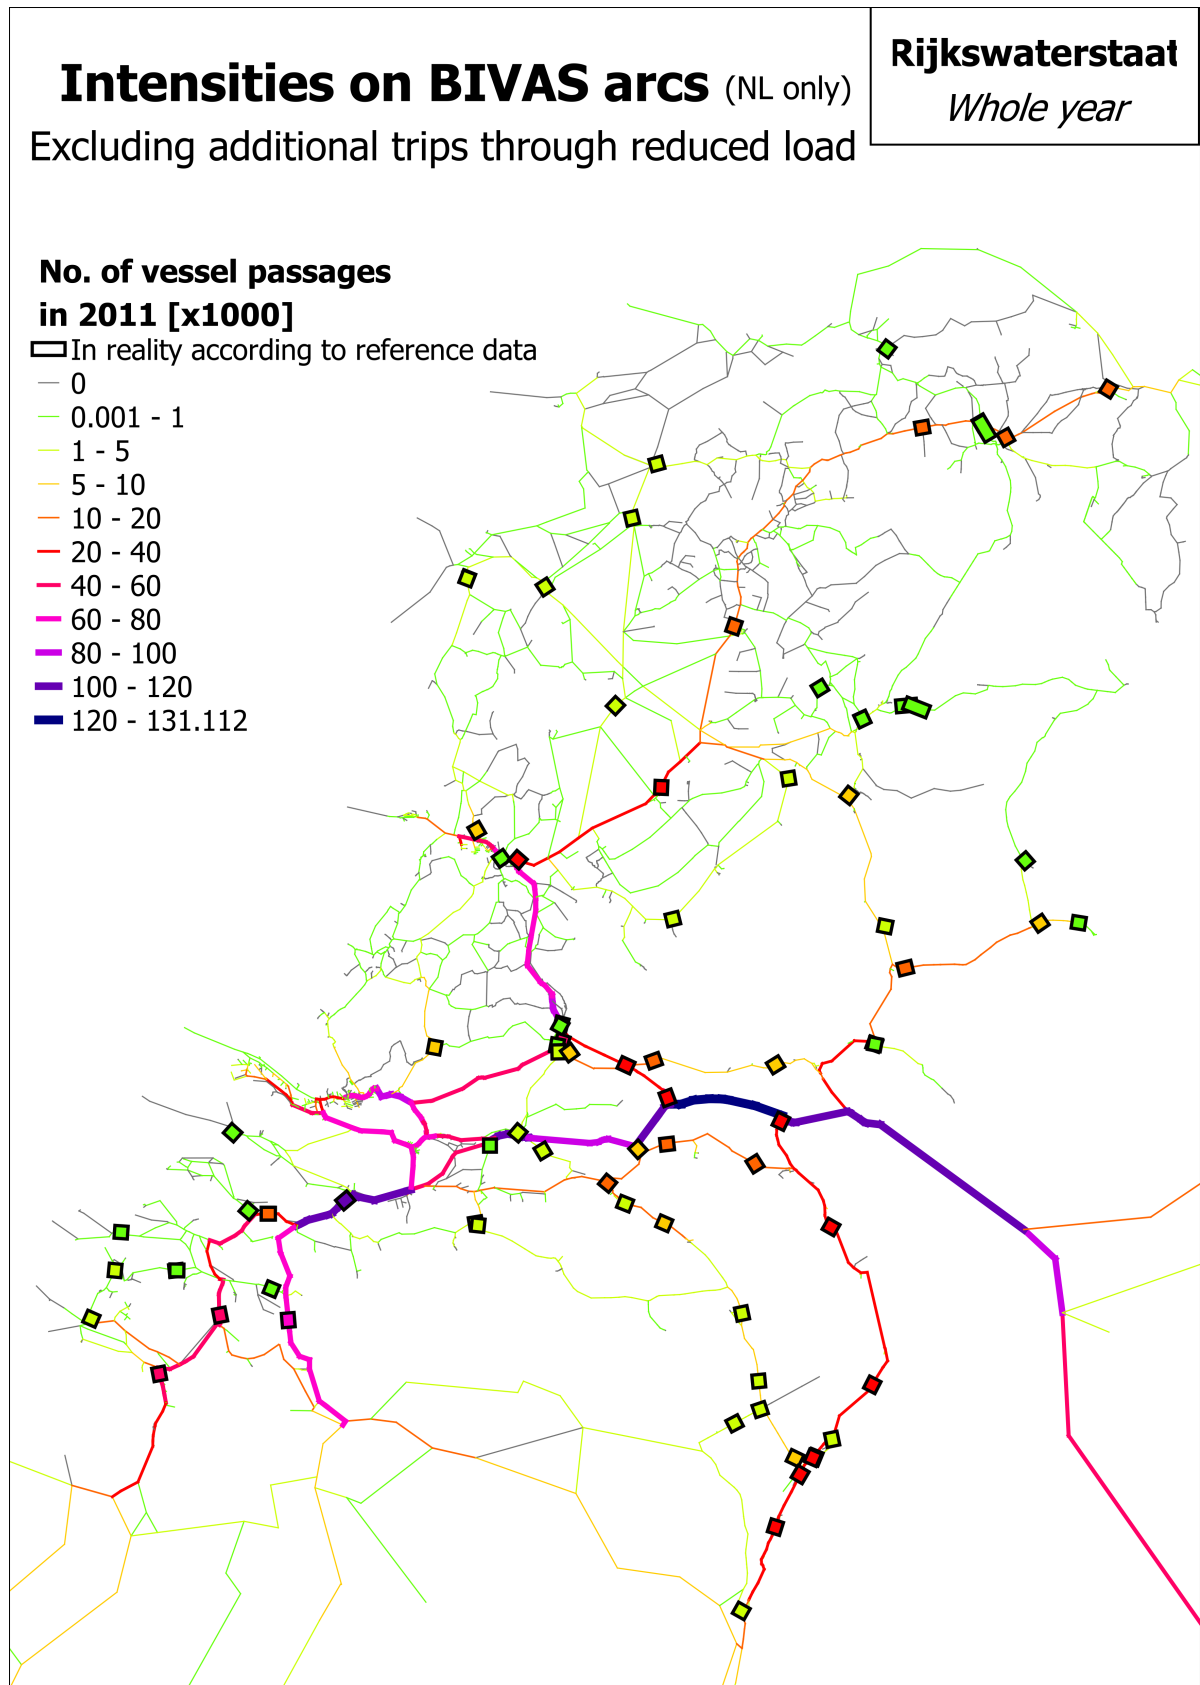 Intensities on BIVAS arcs (NL only)
Excluding additional trips through reduced load
Rijkswaterstaat
Whole year
No. of vessel passages
in 2011 [x1000]
In reality according to reference data
0
0.001 - 1
1 - 5
5 - 10
10 - 20
20 - 40
40 - 60
60 - 80
80 - 100
100 - 120
120 - 131.112